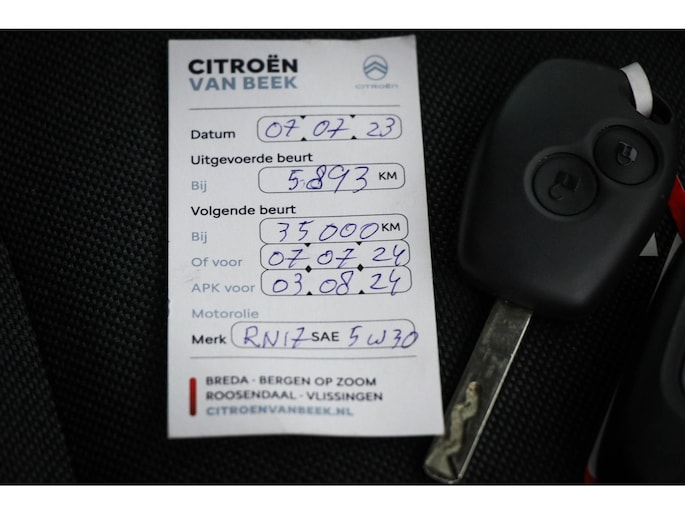 CITROËN
VAN BEEK
CITROËN
Datum 07 07 23
Uitgevoerde beurt
Bij 5.893 KM
Volgende beurt
Bij 35000 KM
Of voor 07 07 24
APK voor 03 08 24
Motorolie
Merk RN17 SAE 5W30
BREDA - BERGEN OP ZOOM
ROOSENDAAL - VLISSINGEN
CITROENVANBEEK.NL